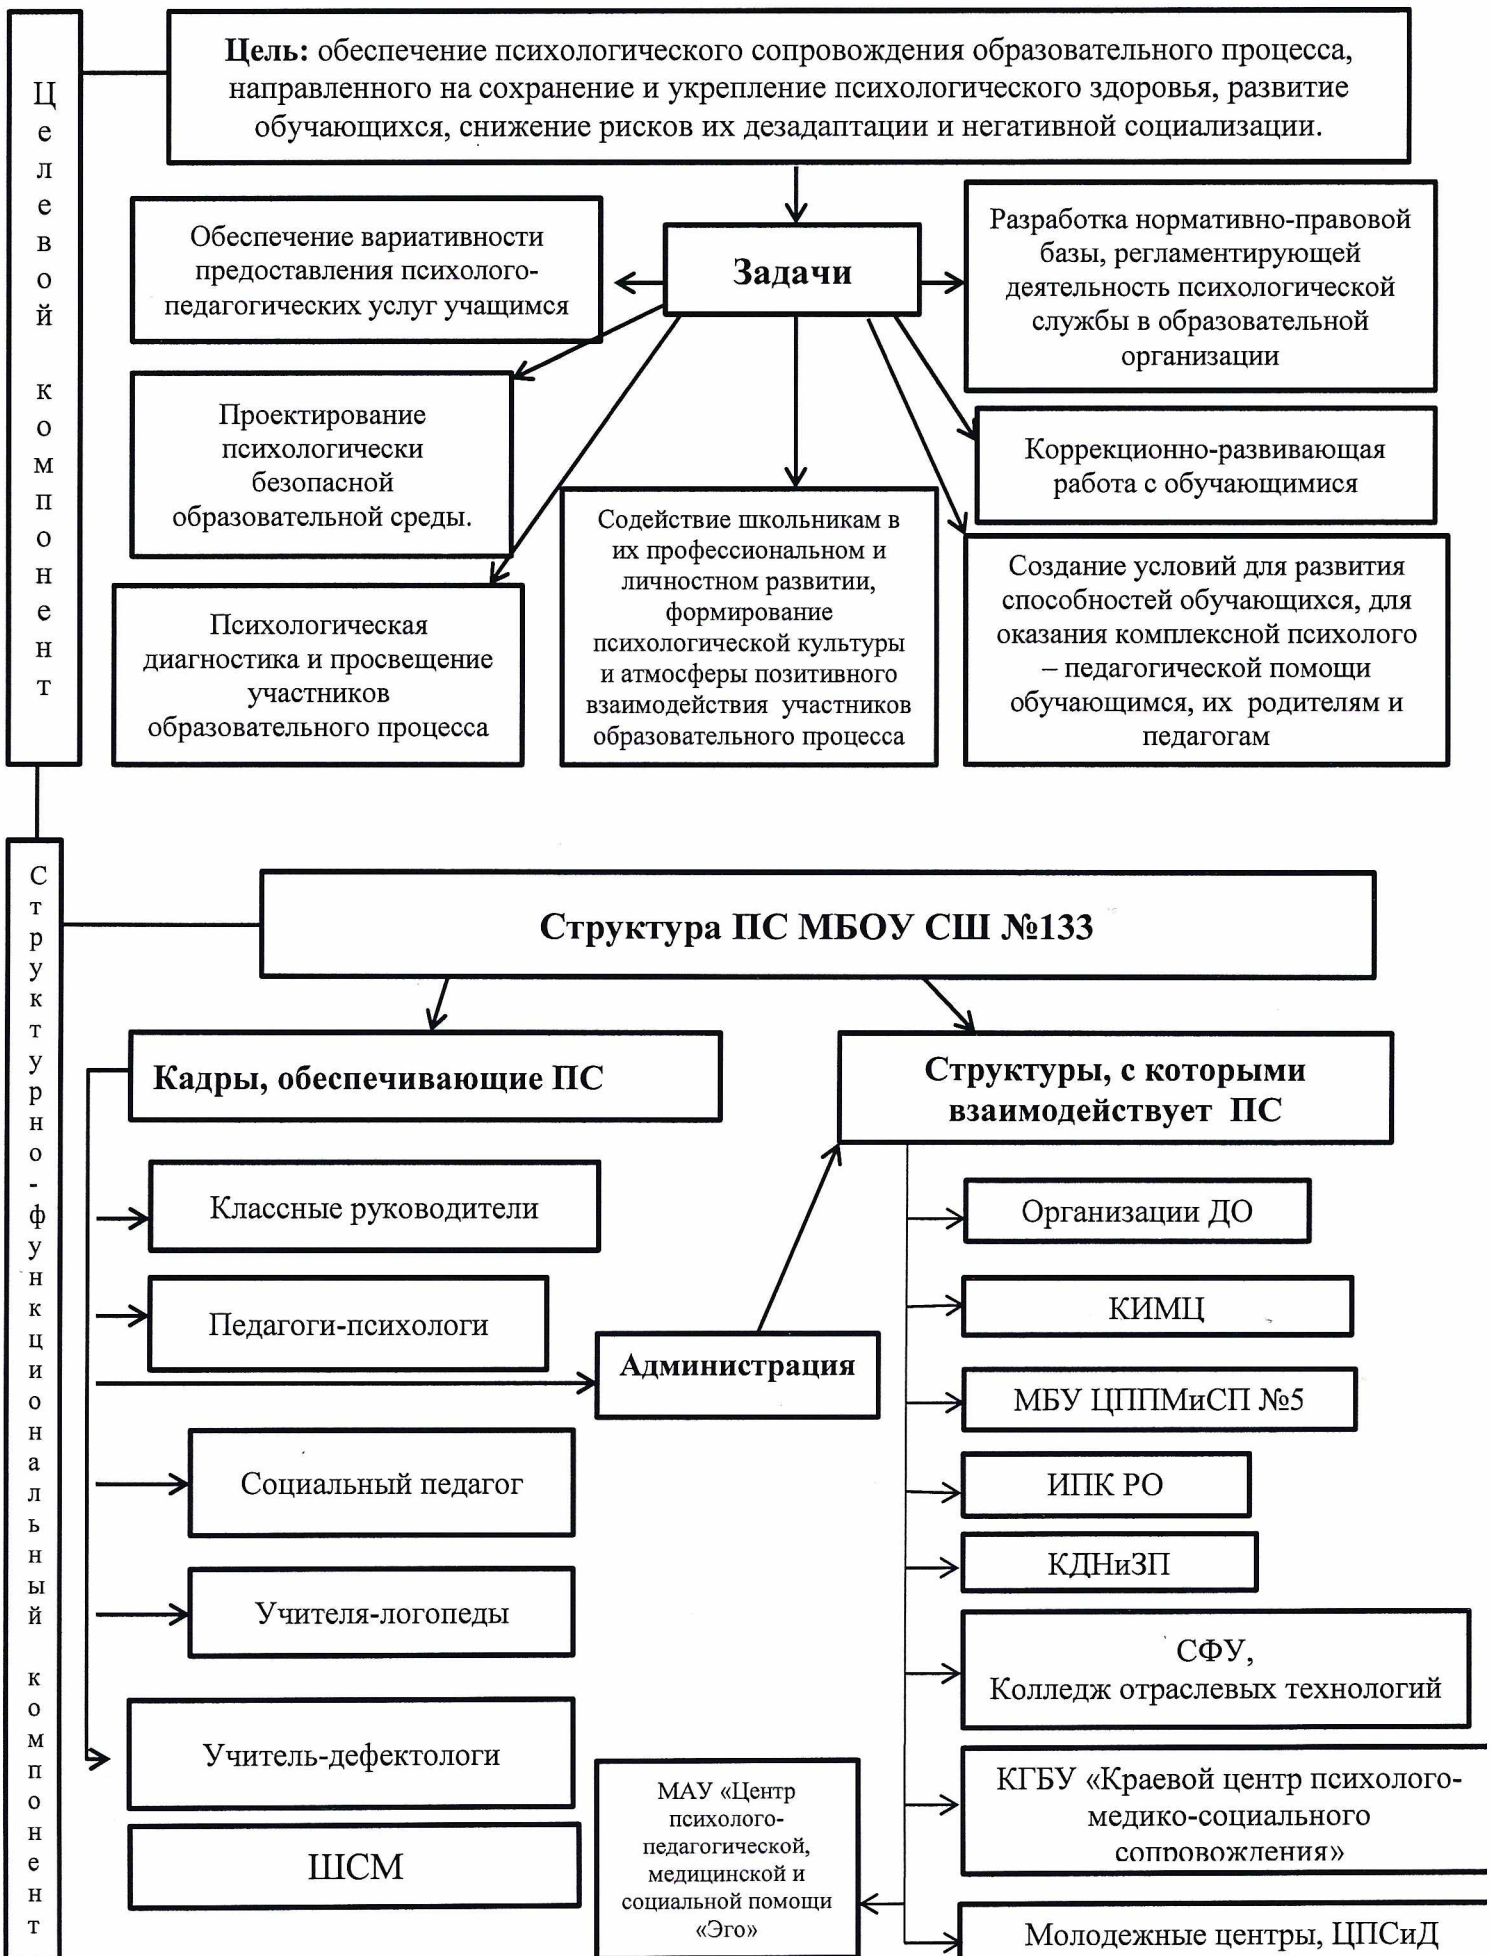 Целевой компонент
Цель: обеспечение психологического сопровождения образовательного процесса,
направленного на сохранение и укрепление психологического здоровья, развитие
обучающихся, снижение рисков их дезадаптации и негативной социализации.
Задачи
Обеспечение вариативности
предоставления психолого-
педагогических услуг учащимся
Разработка нормативно-правовой
базы, регламентирующей
деятельность психологической
службы в образовательной
организации
Проектирование
психологически
безопасной
образовательной среды.
Коррекционно-развивающая
работа с обучающимися
Психологическая
диагностика и просвещение
участников
образовательного процесса
Содействие школьникам в
их профессиональном и
личностном развитии,
формирование
психологической культуры
и атмосферы позитивного
взаимодействия участников
образовательного процесса
Создание условий для развития
способностей обучающихся, для
оказания комплексной психолого
– педагогической помощи
обучающимся, их родителям и
педагогам
Структурно-функциональный компонент
Структура ПС МБОУ СШ №133
Кадры, обеспечивающие ПС
Классные руководители
Педагоги-психологи
Администрация
Социальный педагог
Учителя-логопеды
Учитель-дефектологи
ШСМ
Структуры, с которыми
взаимодействует ПС
Организации ДО
КИМЦ
МБУ ЦППМиСП №5
ИПК РО
КДНиЗП
СФУ,
Колледж отраслевых технологий
КГБУ «Краевой центр психолого-
медико-социального
сопровождения»
МАУ «Центр
психолого-
педагогической,
медицинской и
социальной помощи
«Эго»
Молодежные центры, ЦПСиД